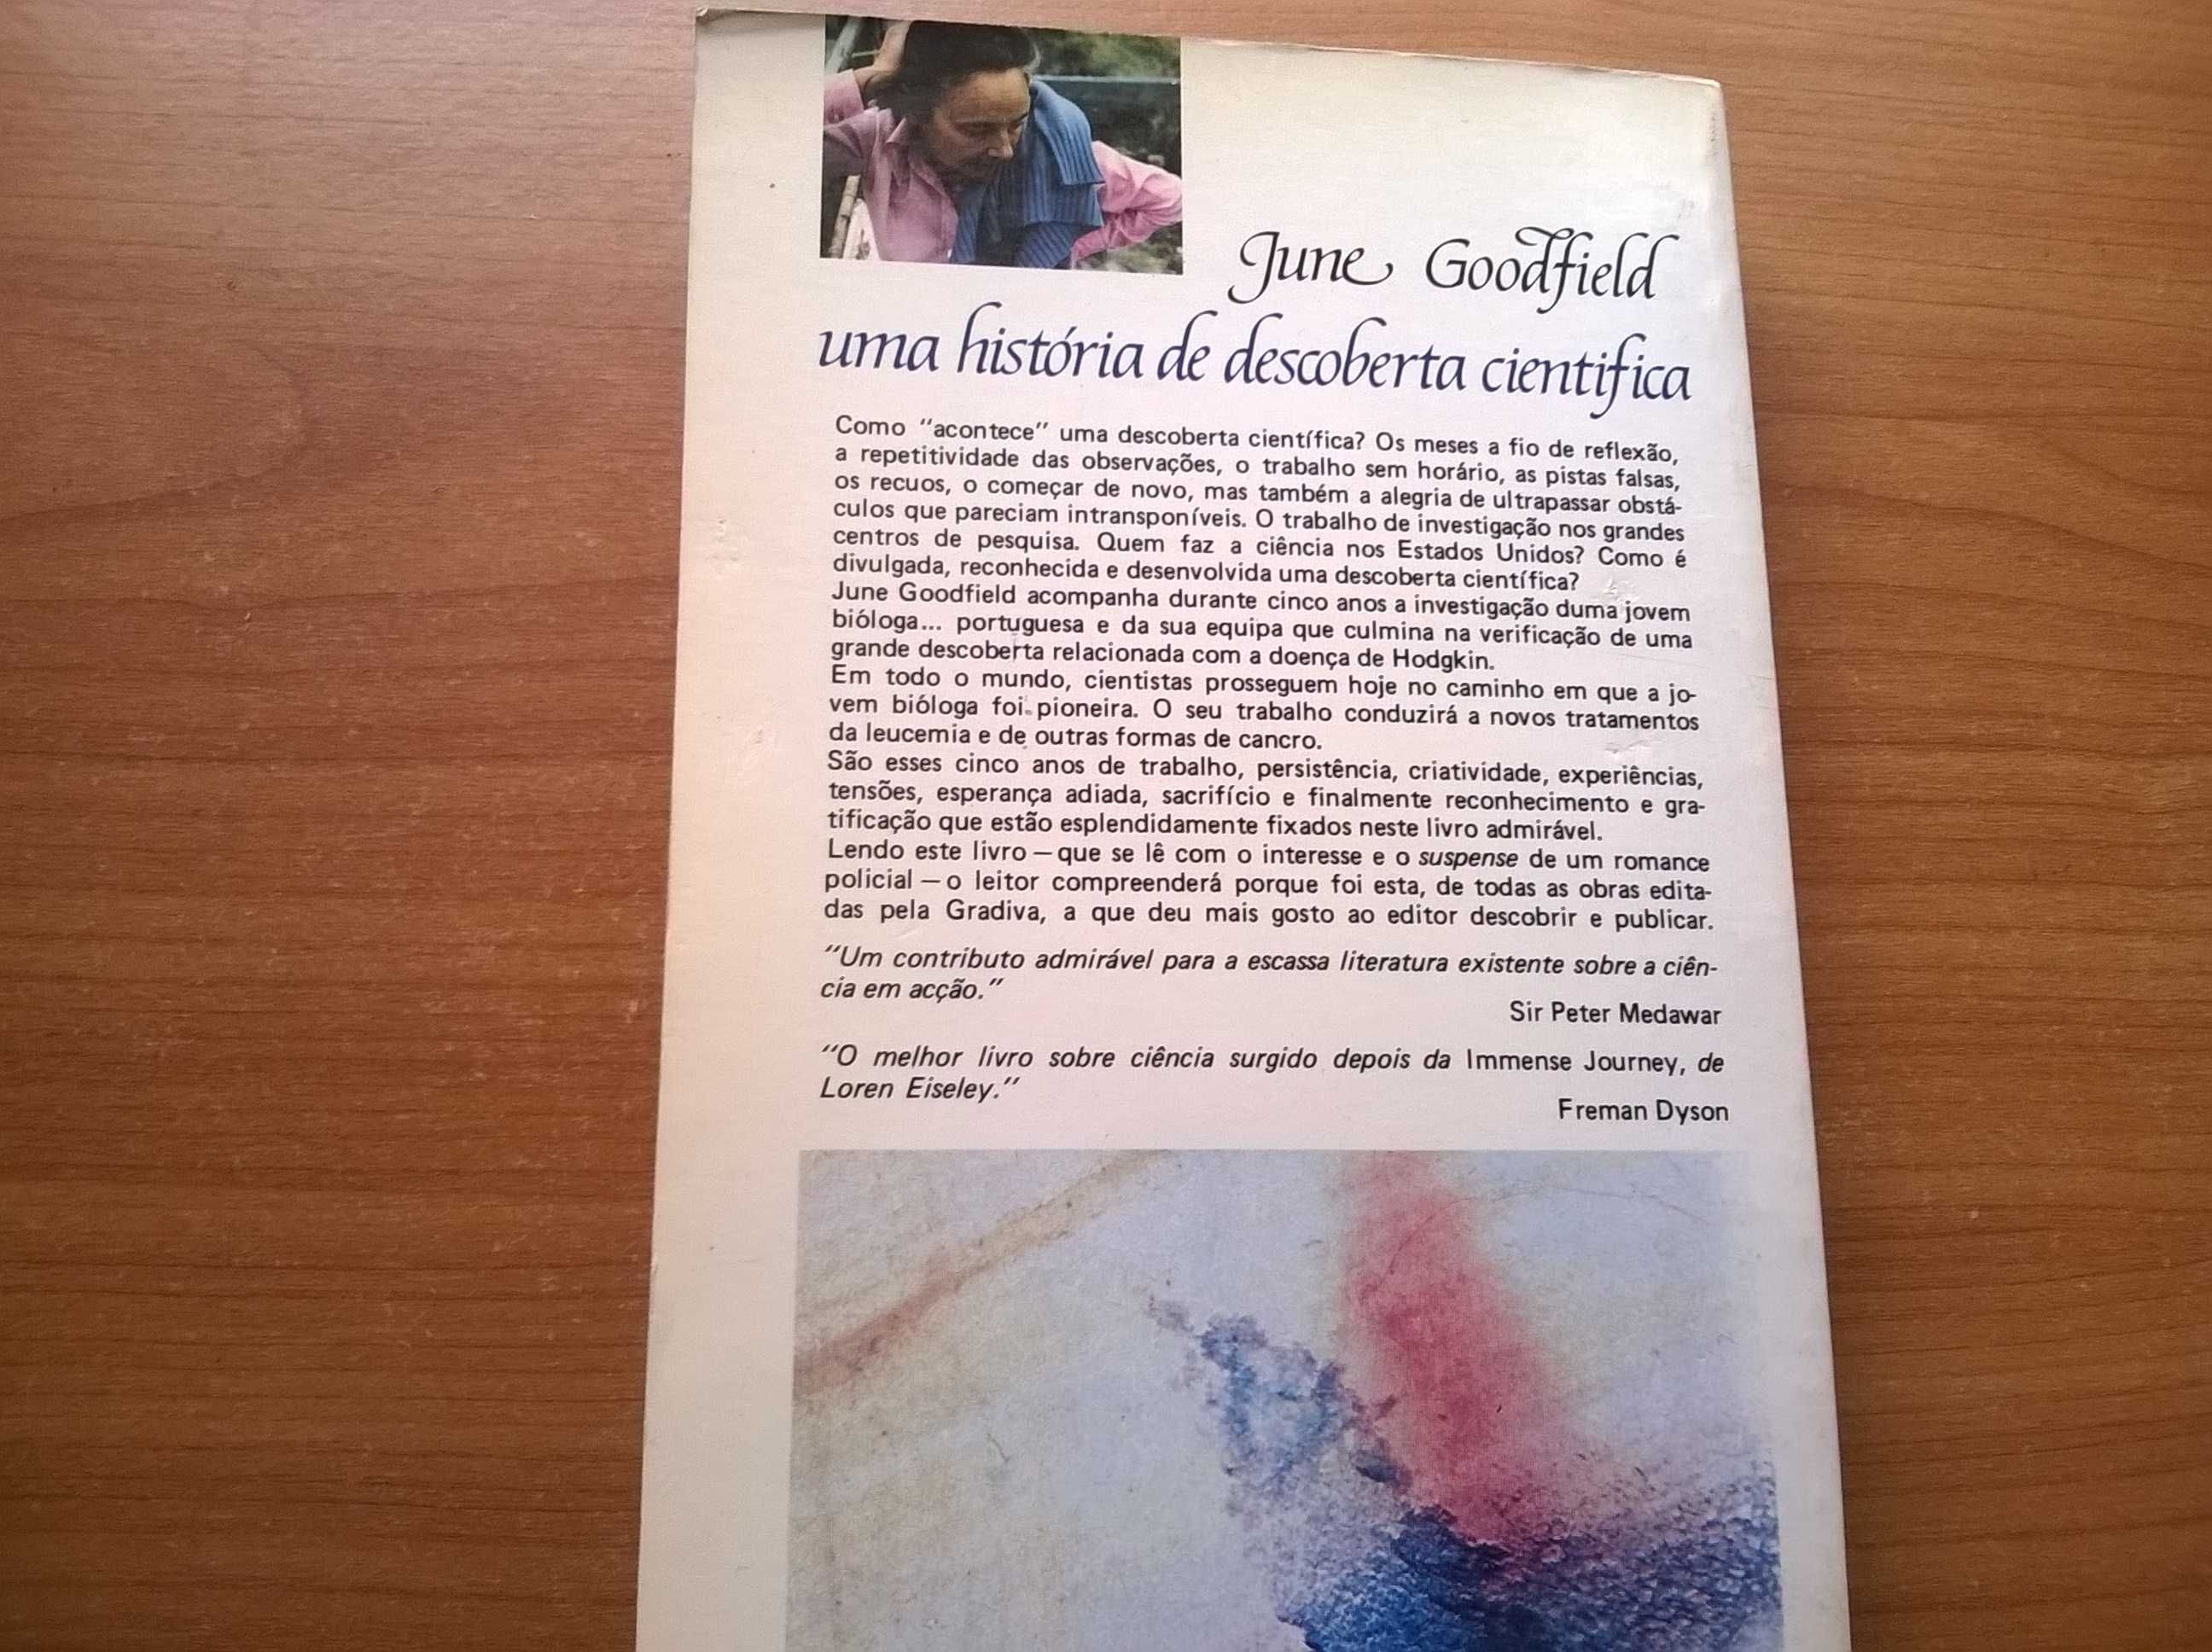 June Goodfield
uma história de descoberta cientifica
Como "acontece" uma descoberta científica? Os meses a fio de reflexão,
a repetitividade das observações, o trabalho sem horário, as pistas falsas,
os recuos, o começar de novo, mas também a alegria de ultrapassar obstá-
culos que pareciam intransponíveis. O trabalho de investigação nos grandes
centros de pesquisa. Quem faz a ciência nos Estados Unidos? Como é
divulgada, reconhecida e desenvolvida uma descoberta científica?
June Goodfield acompanha durante cinco anos a investigação duma jovem
bióloga... portuguesa e da sua equipa que culmina na verificação de uma
grande descoberta relacionada com a doença de Hodgkin.
Em todo o mundo, cientistas prosseguem hoje no caminho em que a jo-
vem bióloga foi pioneira. O seu trabalho conduzirá a novos tratamentos
da leucemia e de outras formas de cancro.
São esses cinco anos de trabalho, persistência, criatividade, experiências,
tensões, esperança adiada, sacrifício e finalmente reconhecimento e gra-
tificação que estão esplendidamente fixados neste livro admirável.
Lendo este livro — que se lê com o interesse e o suspense de um romance
policial — o leitor compreenderá porque foi esta, de todas as obras edita-
das pela Gradiva, a que deu mais gosto ao editor descobrir e publicar.
"Um contributo admirável para a escassa literatura existente sobre a ciên-
cia em acção."
Sir Peter Medawar
"O melhor livro sobre ciência surgido depois da Immense Journey, de
Loren Eiseley."
Freman Dyson